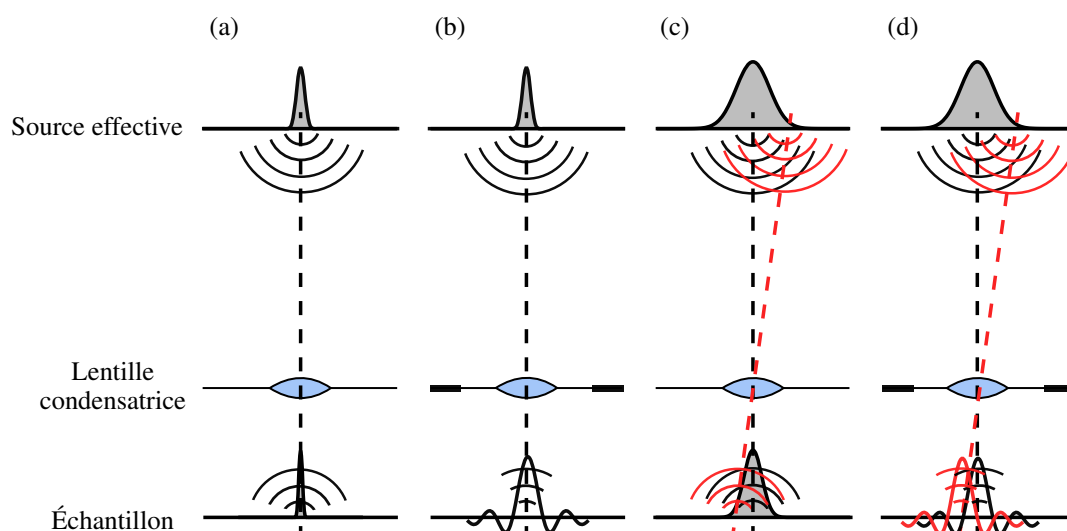 (a)
(b)
(c)
(d)
Source effective
Lentille
condensatrice
Échantillon